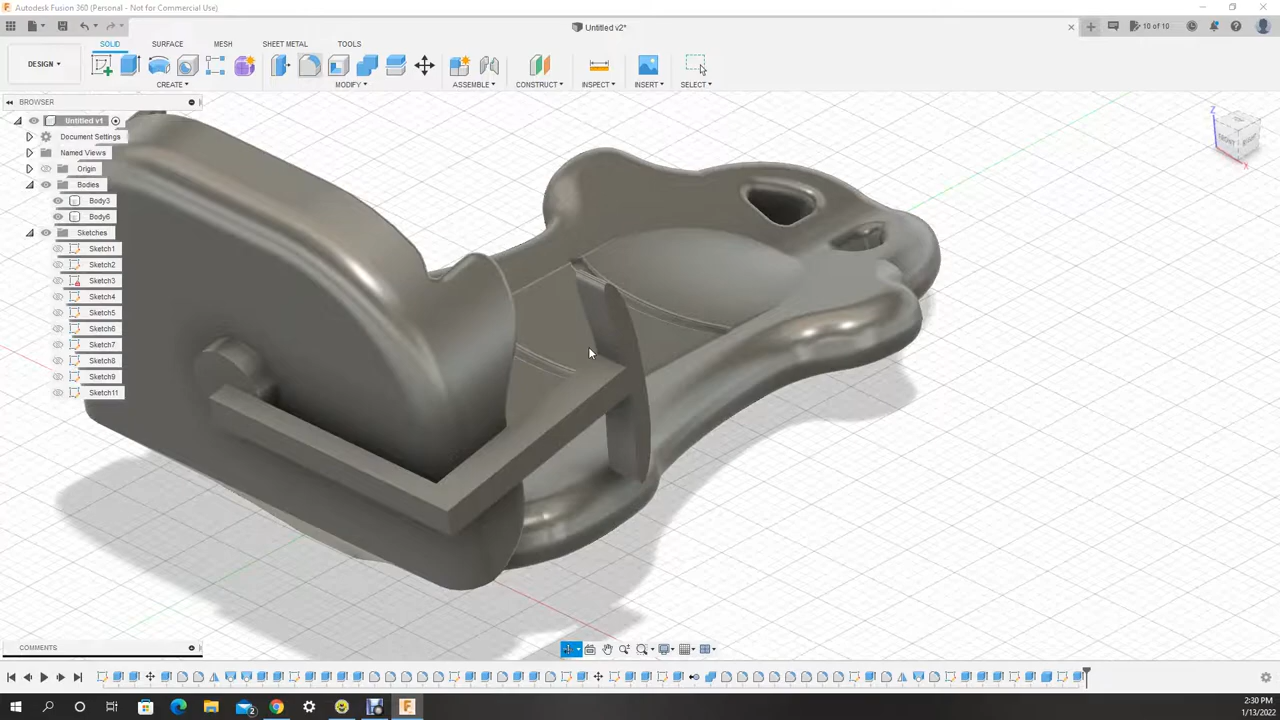 Autodesk Fusion 360 (Personal - Not for Commercial Use)
Untitled v2*
10 of 10
SOLID SURFACE MESH SHEET METAL TOOLS
DESIGN
CREATE MODIFY ASSEMBLE CONSTRUCT INSPECT INSERT SELECT
BROWSER
Untitled v1
Document Settings
Named Views
Origin
Bodies
Body3
Body6
Sketches
Sketch1
Sketch2
Sketch3
Sketch4
Sketch5
Sketch6
Sketch7
Sketch8
Sketch9
Sketch11
Z
FRONT
X
COMMENTS
2:30 PM
1/13/2022